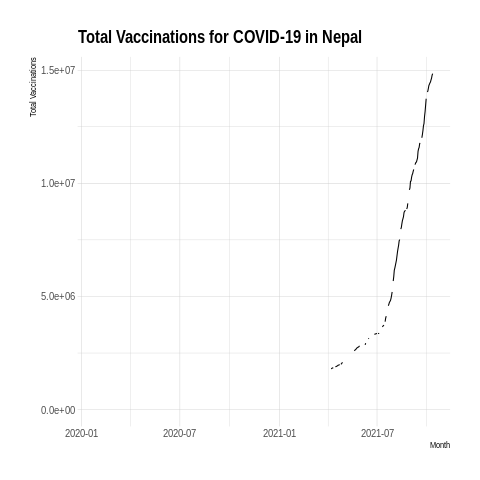 Total Vaccinations for COVID-19 in Nepal
Total Vaccinations
1.5e+07
1.0e+07
5.0e+06
0.0e+00
2020-01 2020-07 2021-01 2021-07
Month